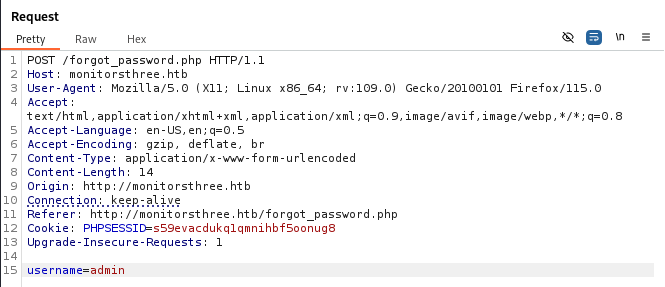 Request
Pretty Raw Hex
\n
1 POST /forgot_password.php HTTP/1.1
2 Host: monitorsthree.htb
3 User-Agent: Mozilla/5.0 (X11; Linux x86_64; rv:109.0) Gecko/20100101 Firefox/115.0
4 Accept:
text/html,application/xhtml+xml,application/xml;q=0.9,image/avif,image/webp,*/*;q=0.8
5 Accept-Language: en-US,en;q=0.5
6 Accept-Encoding: gzip, deflate, br
7 Content-Type: application/x-www-form-urlencoded
8 Content-Length: 14
9 Origin: http://monitorsthree.htb
10 Connection: keep-alive
11 Referer: http://monitorsthree.htb/forgot_password.php
12 Cookie: PHPSESSID=s59evacdukq1qmnihbf5oonug8
13 Upgrade-Insecure-Requests: 1
14
15 username=admin